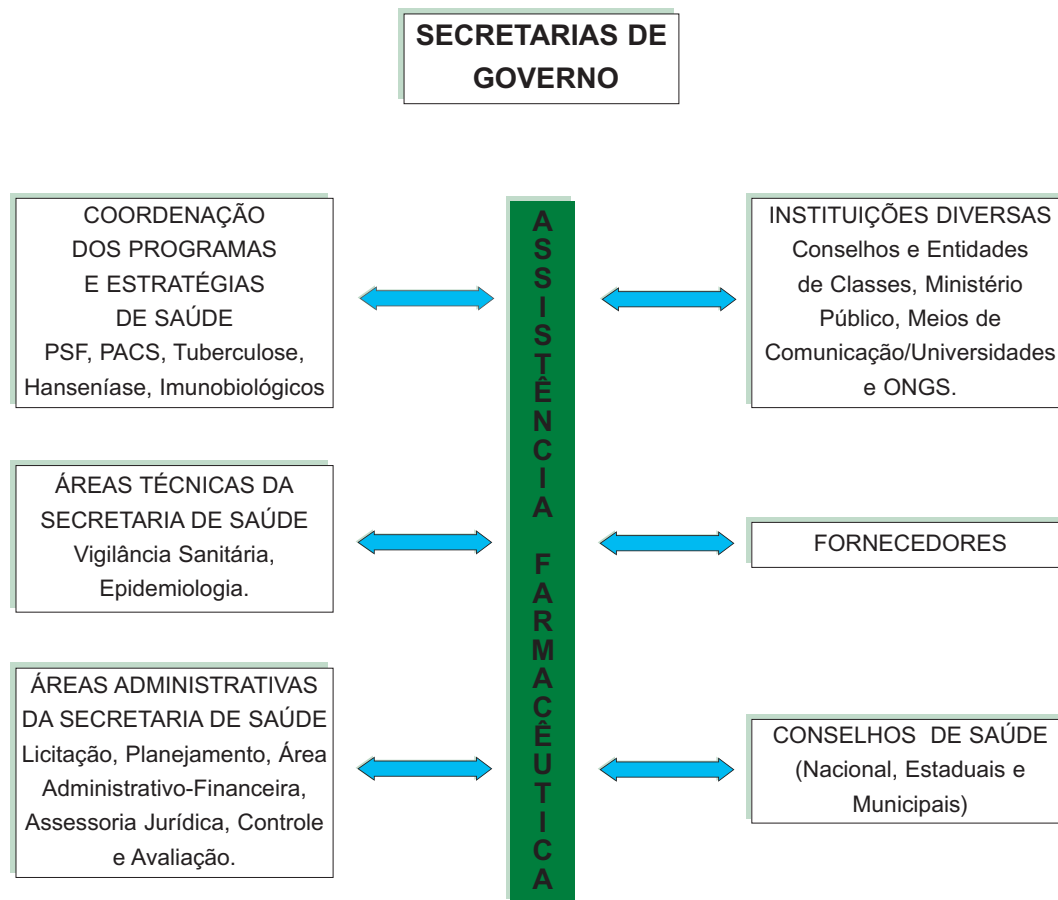 SECRETARIAS DE
GOVERNO
COORDENAÇÃO
DOS PROGRAMAS
E ESTRATÉGIAS
DE SAÚDE
PSF, PACS, Tuberculose,
Hanseníase, Imunobiológicos
ÁREAS TÉCNICAS DA
SECRETARIA DE SAÚDE
Vigilância Sanitária,
Epidemiologia.
ÁREAS ADMINISTRATIVAS
DA SECRETARIA DE SAÚDE
Licitação, Planejamento, Área
Administrativo-Financeira,
Assessoria Jurídica, Controle
e Avaliação.
ASSISTÊNCIA FARMACÊUTICA
INSTITUIÇÕES DIVERSAS
Conselhos e Entidades
de Classes, Ministério
Público, Meios de
Comunicação/Universidades
e ONGS.
FORNECEDORES
CONSELHOS DE SAÚDE
(Nacional, Estaduais e
Municipais)